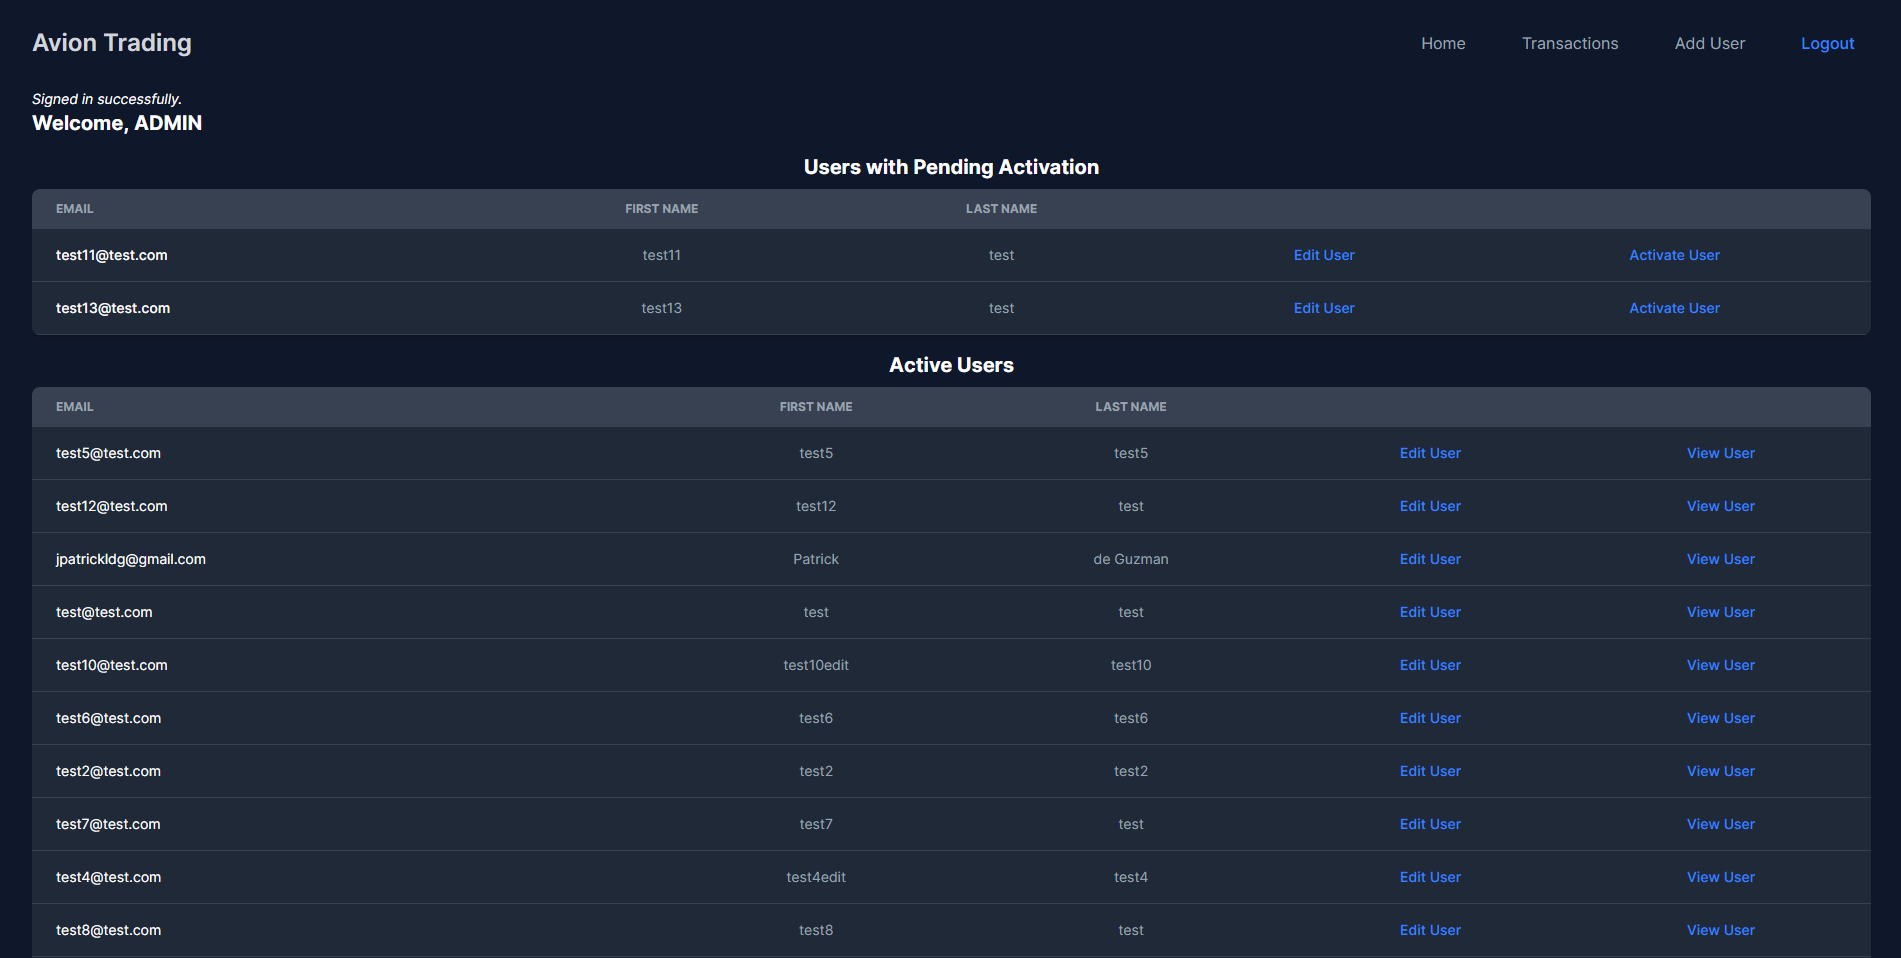 Avion Trading Home Transactions Add User Logout
Signed in successfully.
Welcome, ADMIN
Users with Pending Activation
EMAIL FIRST NAME LAST NAME
test11@test.com test11 test Edit User Activate User
test13@test.com test13 test Edit User Activate User
Active Users
EMAIL FIRST NAME LAST NAME
test5@test.com test5 test5 Edit User View User
test12@test.com test12 test Edit User View User
jpatrickldg@gmail.com Patrick de Guzman Edit User View User
test@test.com test test Edit User View User
test10@test.com test10edit test10 Edit User View User
test6@test.com test6 test6 Edit User View User
test2@test.com test2 test2 Edit User View User
test7@test.com test7 test Edit User View User
test4@test.com test4edit test4 Edit User View User
test8@test.com test8 test Edit User View User